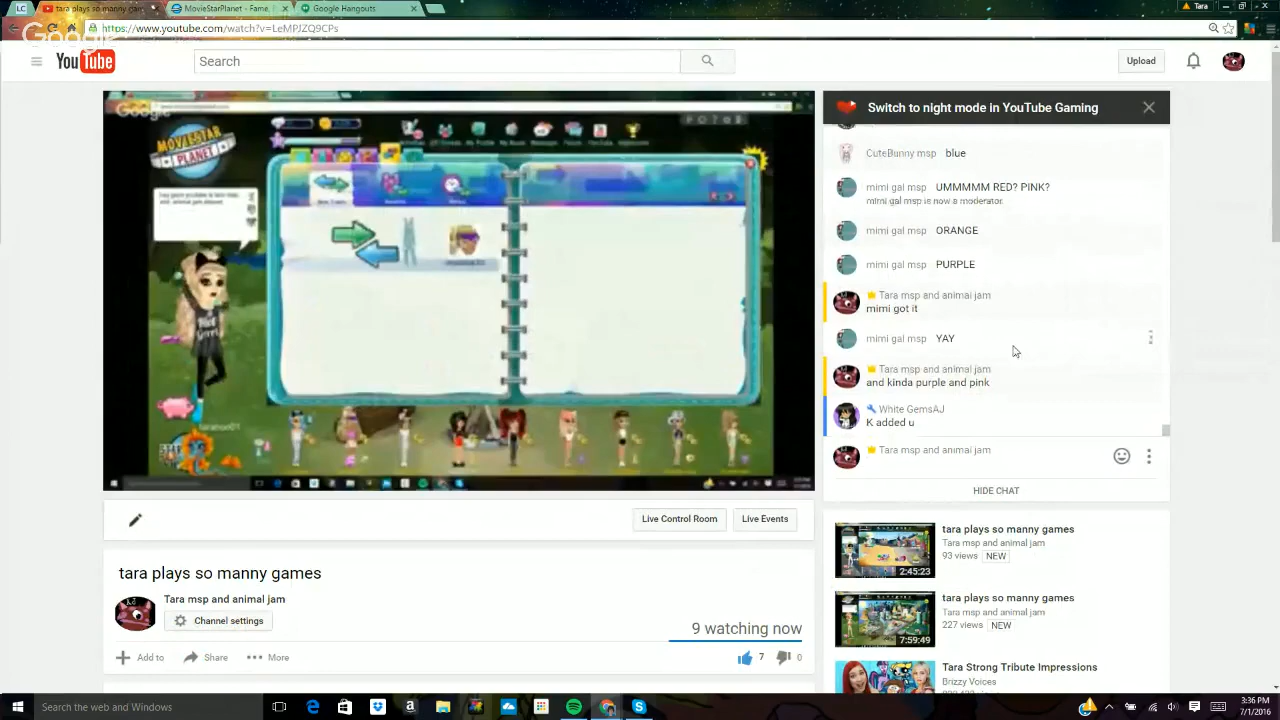 LC
tara plays so manny gam
MovieStarPlanet - Fame, F
Google Hangouts
Tara
https://www.youtube.com/watch?v=LeMPJZQ9CPs
Google
YouTube
Search
Upload
Google
MOVIESTAR
PLANET
Switch to night mode in YouTube Gaming
CuteBunny msp blue
mimi gal msp UMMMMM RED? PINK?
mimi gal msp is now a moderator.
mimi gal msp ORANGE
mimi gal msp PURPLE
Tara msp and animal jam
mimi got it
mimi gal msp YAY
Tara msp and animal jam
and kinda purple and pink
White GemsAJ
K added u
Tara msp and animal jam
HIDE CHAT
Live Control Room
Live Events
tara plays so manny games
Tara msp and animal jam
Channel settings
9 watching now
Add to
Share
More
7
0
tara plays so manny games
Tara msp and animal jam
93 views NEW
2:45:23
tara plays so manny games
Tara msp and animal jam
227 views NEW
7:59:49
Tara Strong Tribute Impressions
Brizzy Voices
Search the web and Windows
3:36 PM
7/1/2016